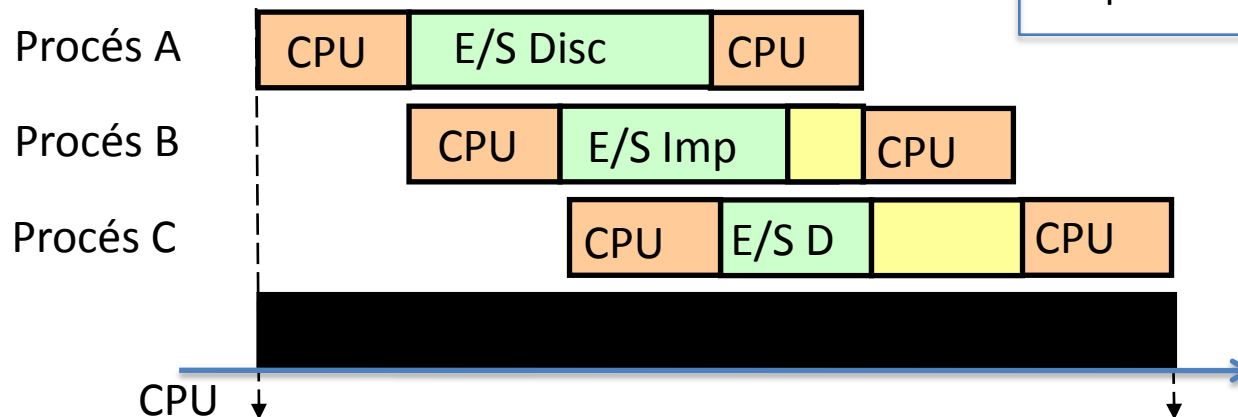 Procés A CPU E/S Disc CPU
Procés B CPU E/S Imp CPU
Procés C CPU E/S D CPU
CPU